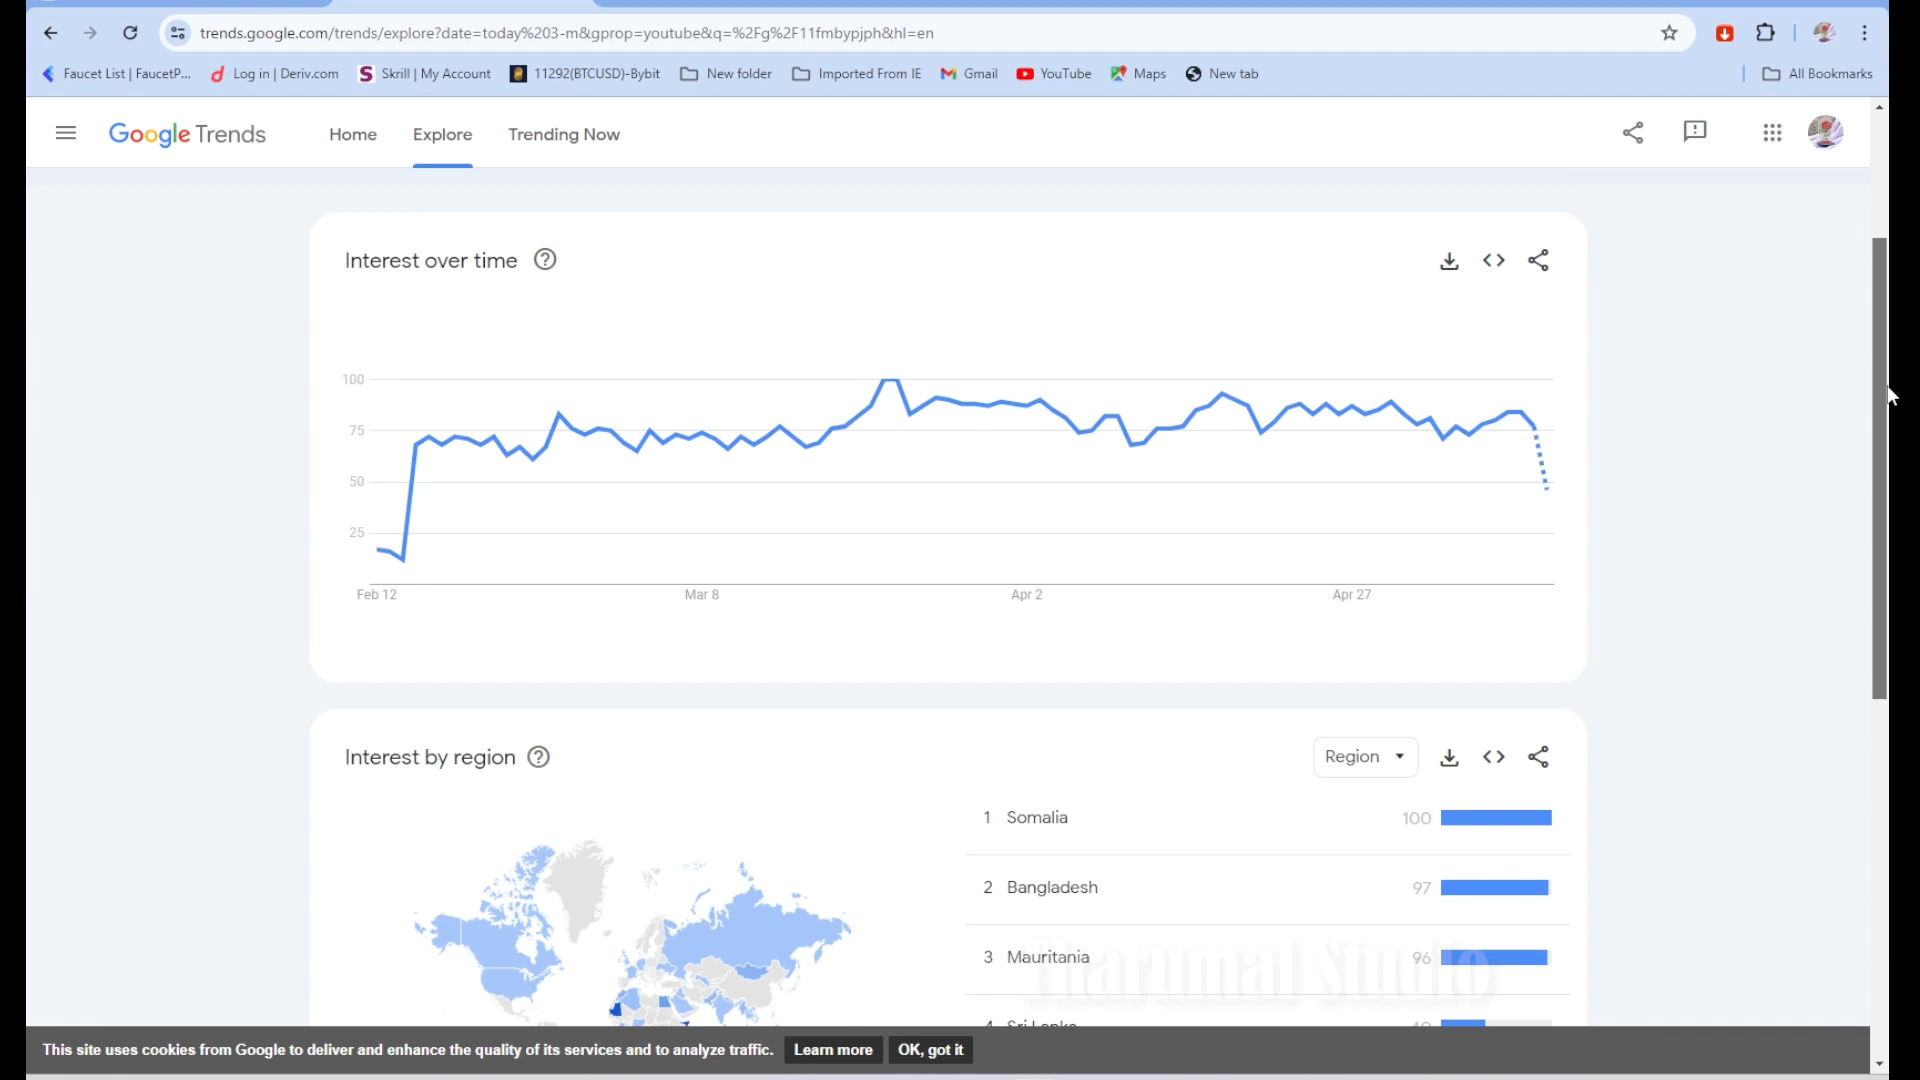 trends.google.com/trends/explore?date=today%203-m&gprop=youtube&q=%2Fg%2F11fmbypjph&hl=en
Faucet List | FaucetP... Log in | Deriv.com Skrill | My Account 11292(BTCUSD)-Bybit New folder Imported From IE Gmail YouTube Maps New tab All Bookmarks
Google Trends Home Explore Trending Now
Interest over time
100
75
50
25
Feb 12 Mar 8 Apr 2 Apr 27
Interest by region Region
1 Somalia 100
2 Bangladesh 97
3 Mauritania 96
Tharumal Studio
4 Sri Lanka
This site uses cookies from Google to deliver and enhance the quality of its services and to analyze traffic. Learn more OK, got it